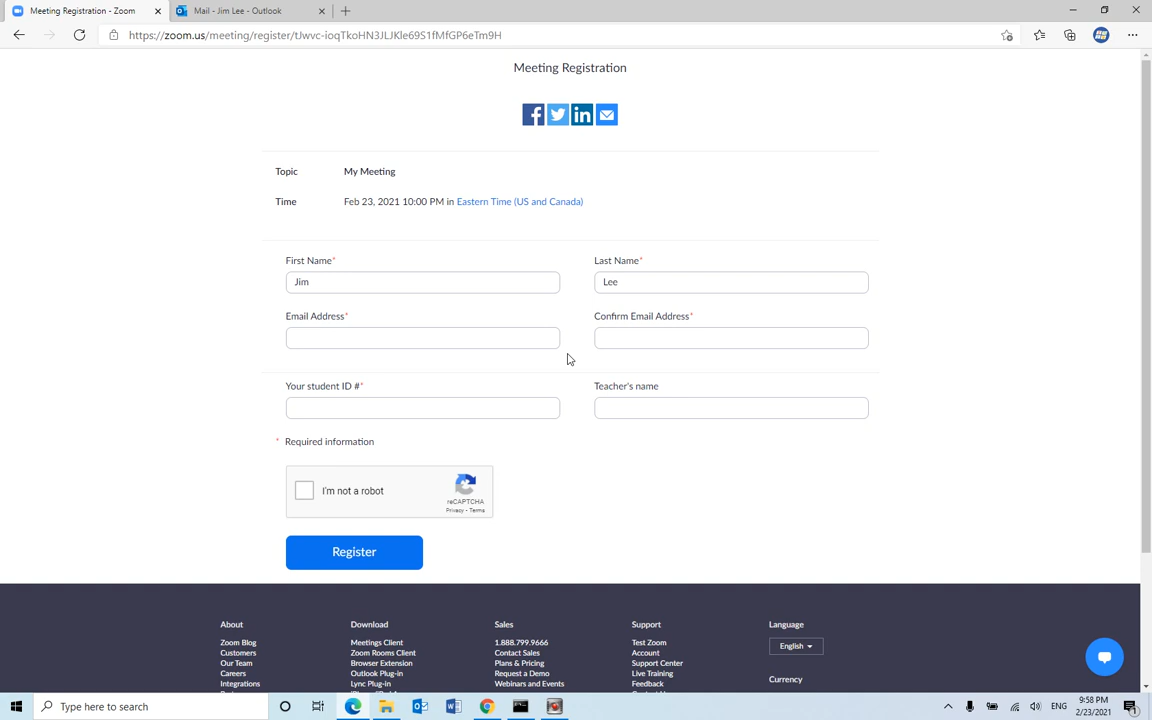 Meeting Registration - Zoom
Mail - Jim Lee - Outlook
https://zoom.us/meeting/register/tJwvc-ioqTkoHN3JLJKle69S1fMfGP6eTm9H
Meeting Registration
Topic My Meeting
Time Feb 23, 2021 10:00 PM in Eastern Time (US and Canada)
First Name* Last Name*
Jim Lee
Email Address* Confirm Email Address*
Your student ID #* Teacher's name
* Required information
I'm not a robot
reCAPTCHA
Privacy - Terms
Register
About Download Sales Support Language
Zoom Blog Meetings Client 1.888.799.9666 Test Zoom English
Customers Zoom Rooms Client Contact Sales Account
Our Team Browser Extension Plans & Pricing Support Center
Careers Outlook Plug-in Request a Demo Live Training Currency
Integrations Lync Plug-in Webinars and Events Feedback
Type here to search
ENG
9:58 PM
2/23/2021